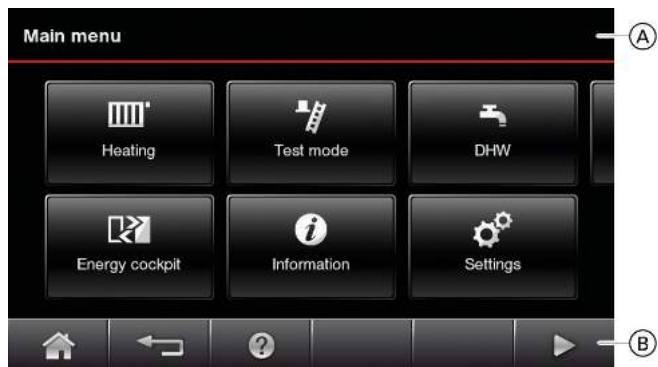 Main menu
A
Heating
Test mode
DHW
Energy cockpit
Information
Settings
?
B